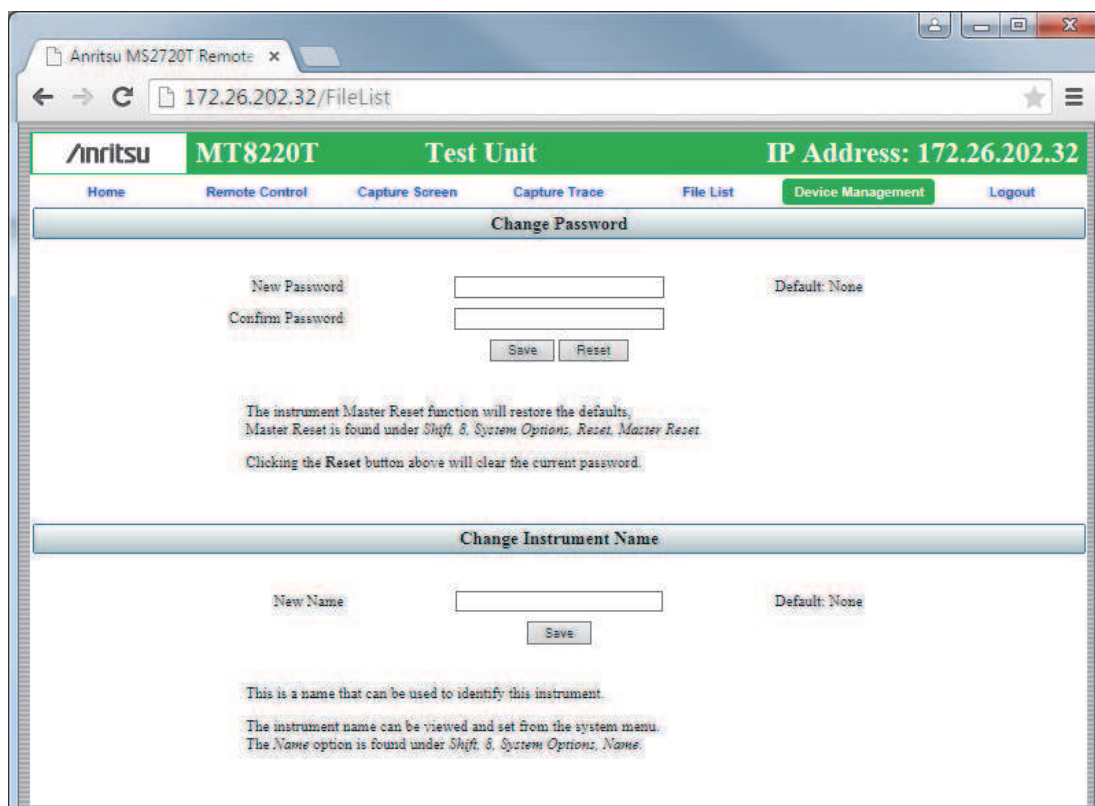 Anritsu MS2720T Remote
172.26.202.32/FileList
Anritsu MT8220T Test Unit IP Address: 172.26.202.32
Home Remote Control Capture Screen Capture Trace File List Device Management Logout
Change Password
New Password Default: None
Confirm Password
Save Reset
The instrument Master Reset function will restore the defaults,
Master Reset is found under Shift, 8, System Options, Reset, Master Reset.
Clicking the Reset button above will clear the current password.
Change Instrument Name
New Name Default: None
Save
This is a name that can be used to identify this instrument.
The instrument name can be viewed and set from the system menu.
The Name option is found under Shift, 8, System Options, Name.